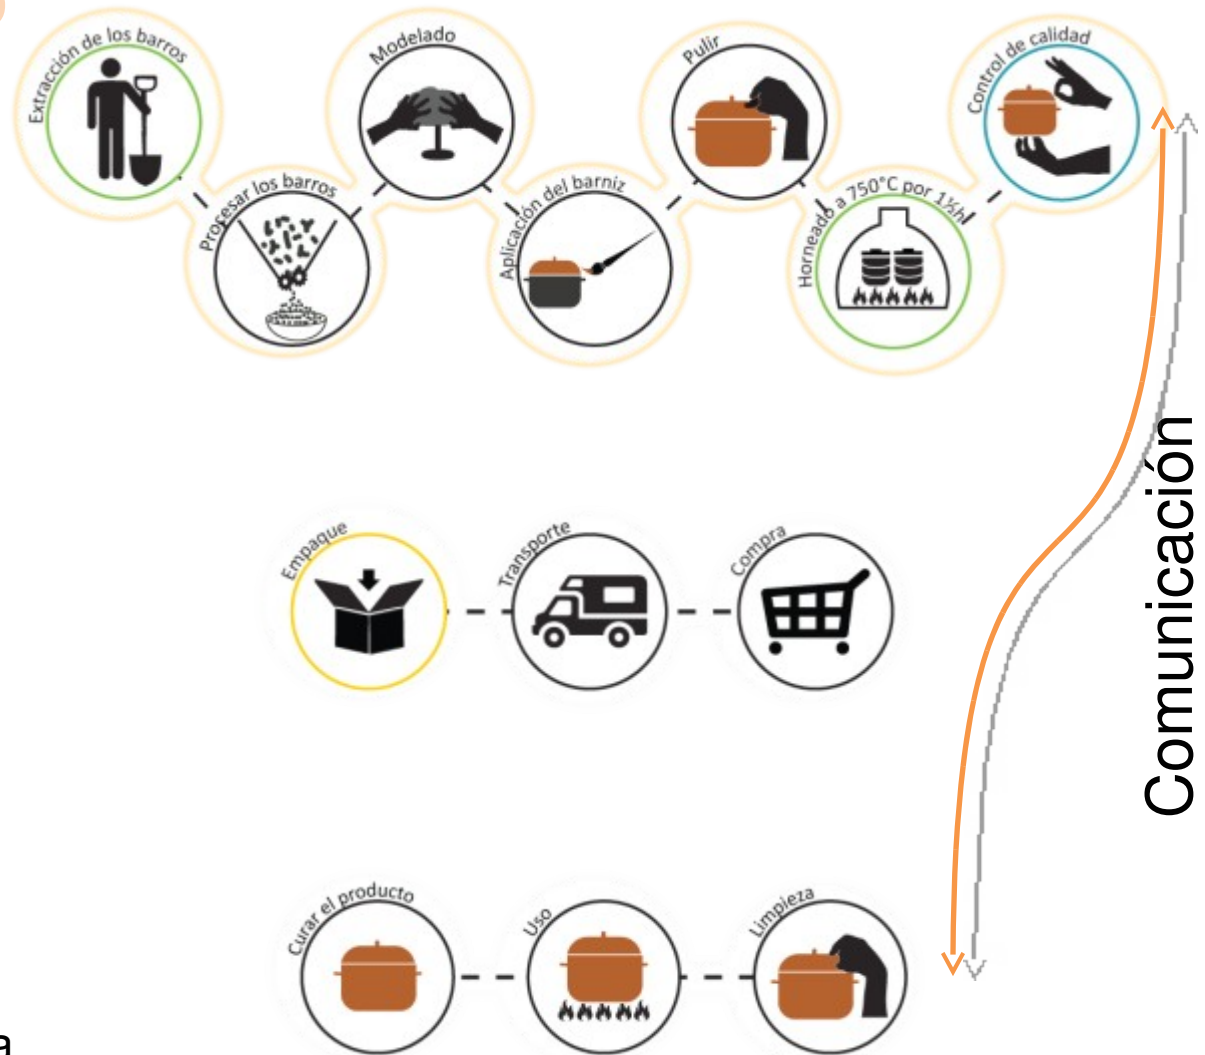 Extracción de los barros
Procesar los barros
Modelado
Aplicación del barniz
Pulir
Horneado a 750°C por 1½h
Control de calidad
Comunicación
Empaque
Transporte
Compra
Curar el producto
Uso
Limpieza
a